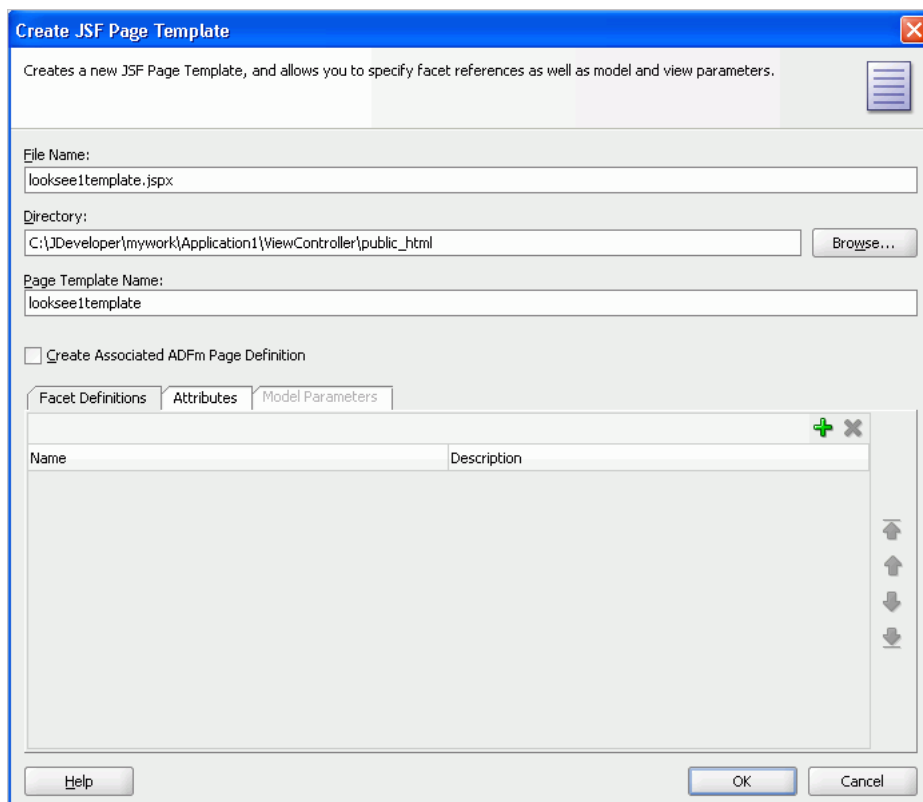 Create JSF Page Template
Creates a new JSF Page Template, and allows you to specify facet references as well as model and view parameters.
File Name:
looksee1template.jspx
Directory:
C:\JDeveloper\mywork\Application1\ViewController\public_html
Browse...
Page Template Name:
looksee1template
Create Associated ADFm Page Definition
Facet Definitions Attributes Model Parameters
Name Description
Help OK Cancel